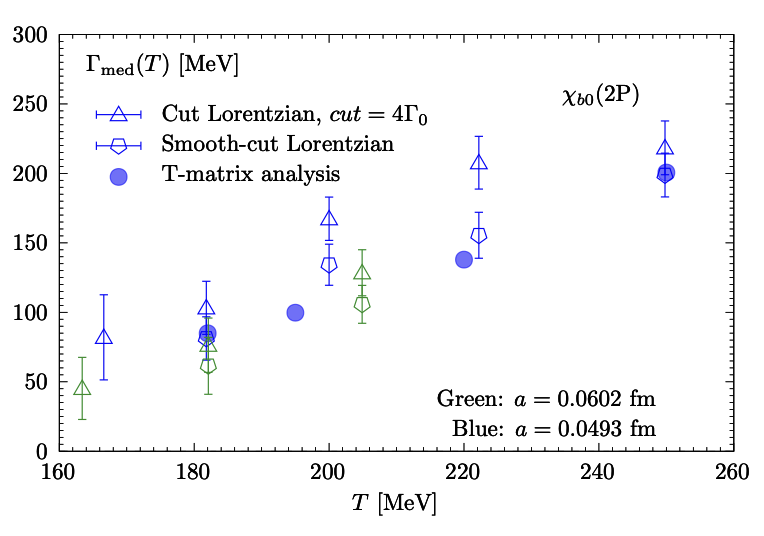 300
250
200
150
100
50
0
Γmed(T) [MeV]
χb0(2P)
Cut Lorentzian, cut = 4Γ0
Smooth-cut Lorentzian
T-matrix analysis
Green: a = 0.0602 fm
Blue: a = 0.0493 fm
160 180 200 220 240 260
T [MeV]